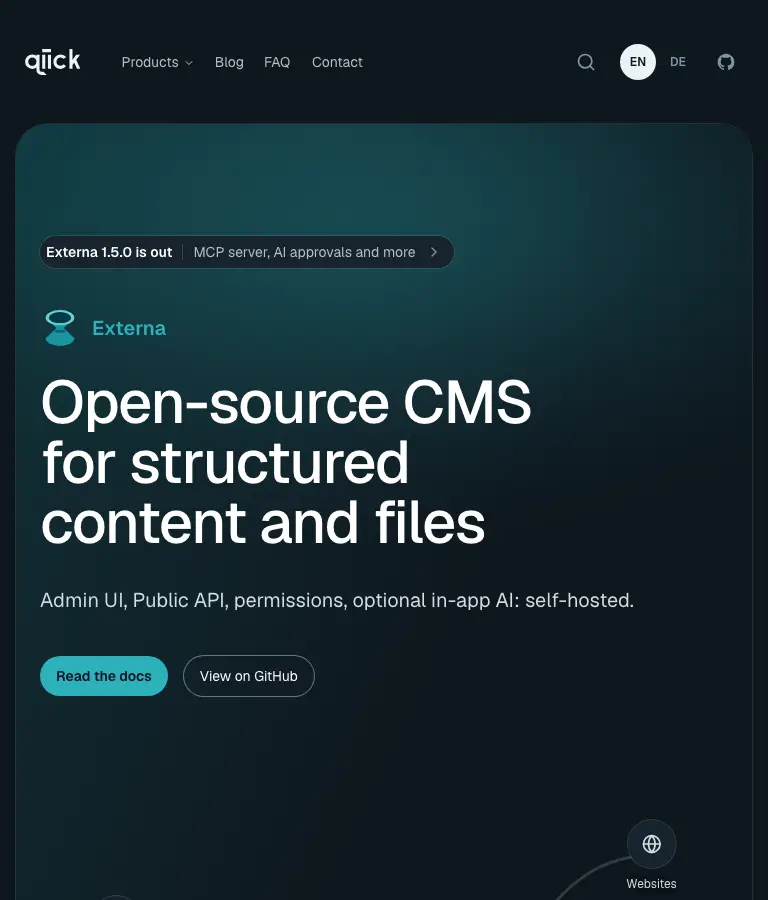 qiick
Products
Blog
FAQ
Contact
EN
DE
Externa 1.5.0 is out
MCP server, AI approvals and more
Externa
Open-source CMS
for structured
content and files
Admin UI, Public API, permissions, optional in-app AI: self-hosted.
Read the docs
View on GitHub
Websites